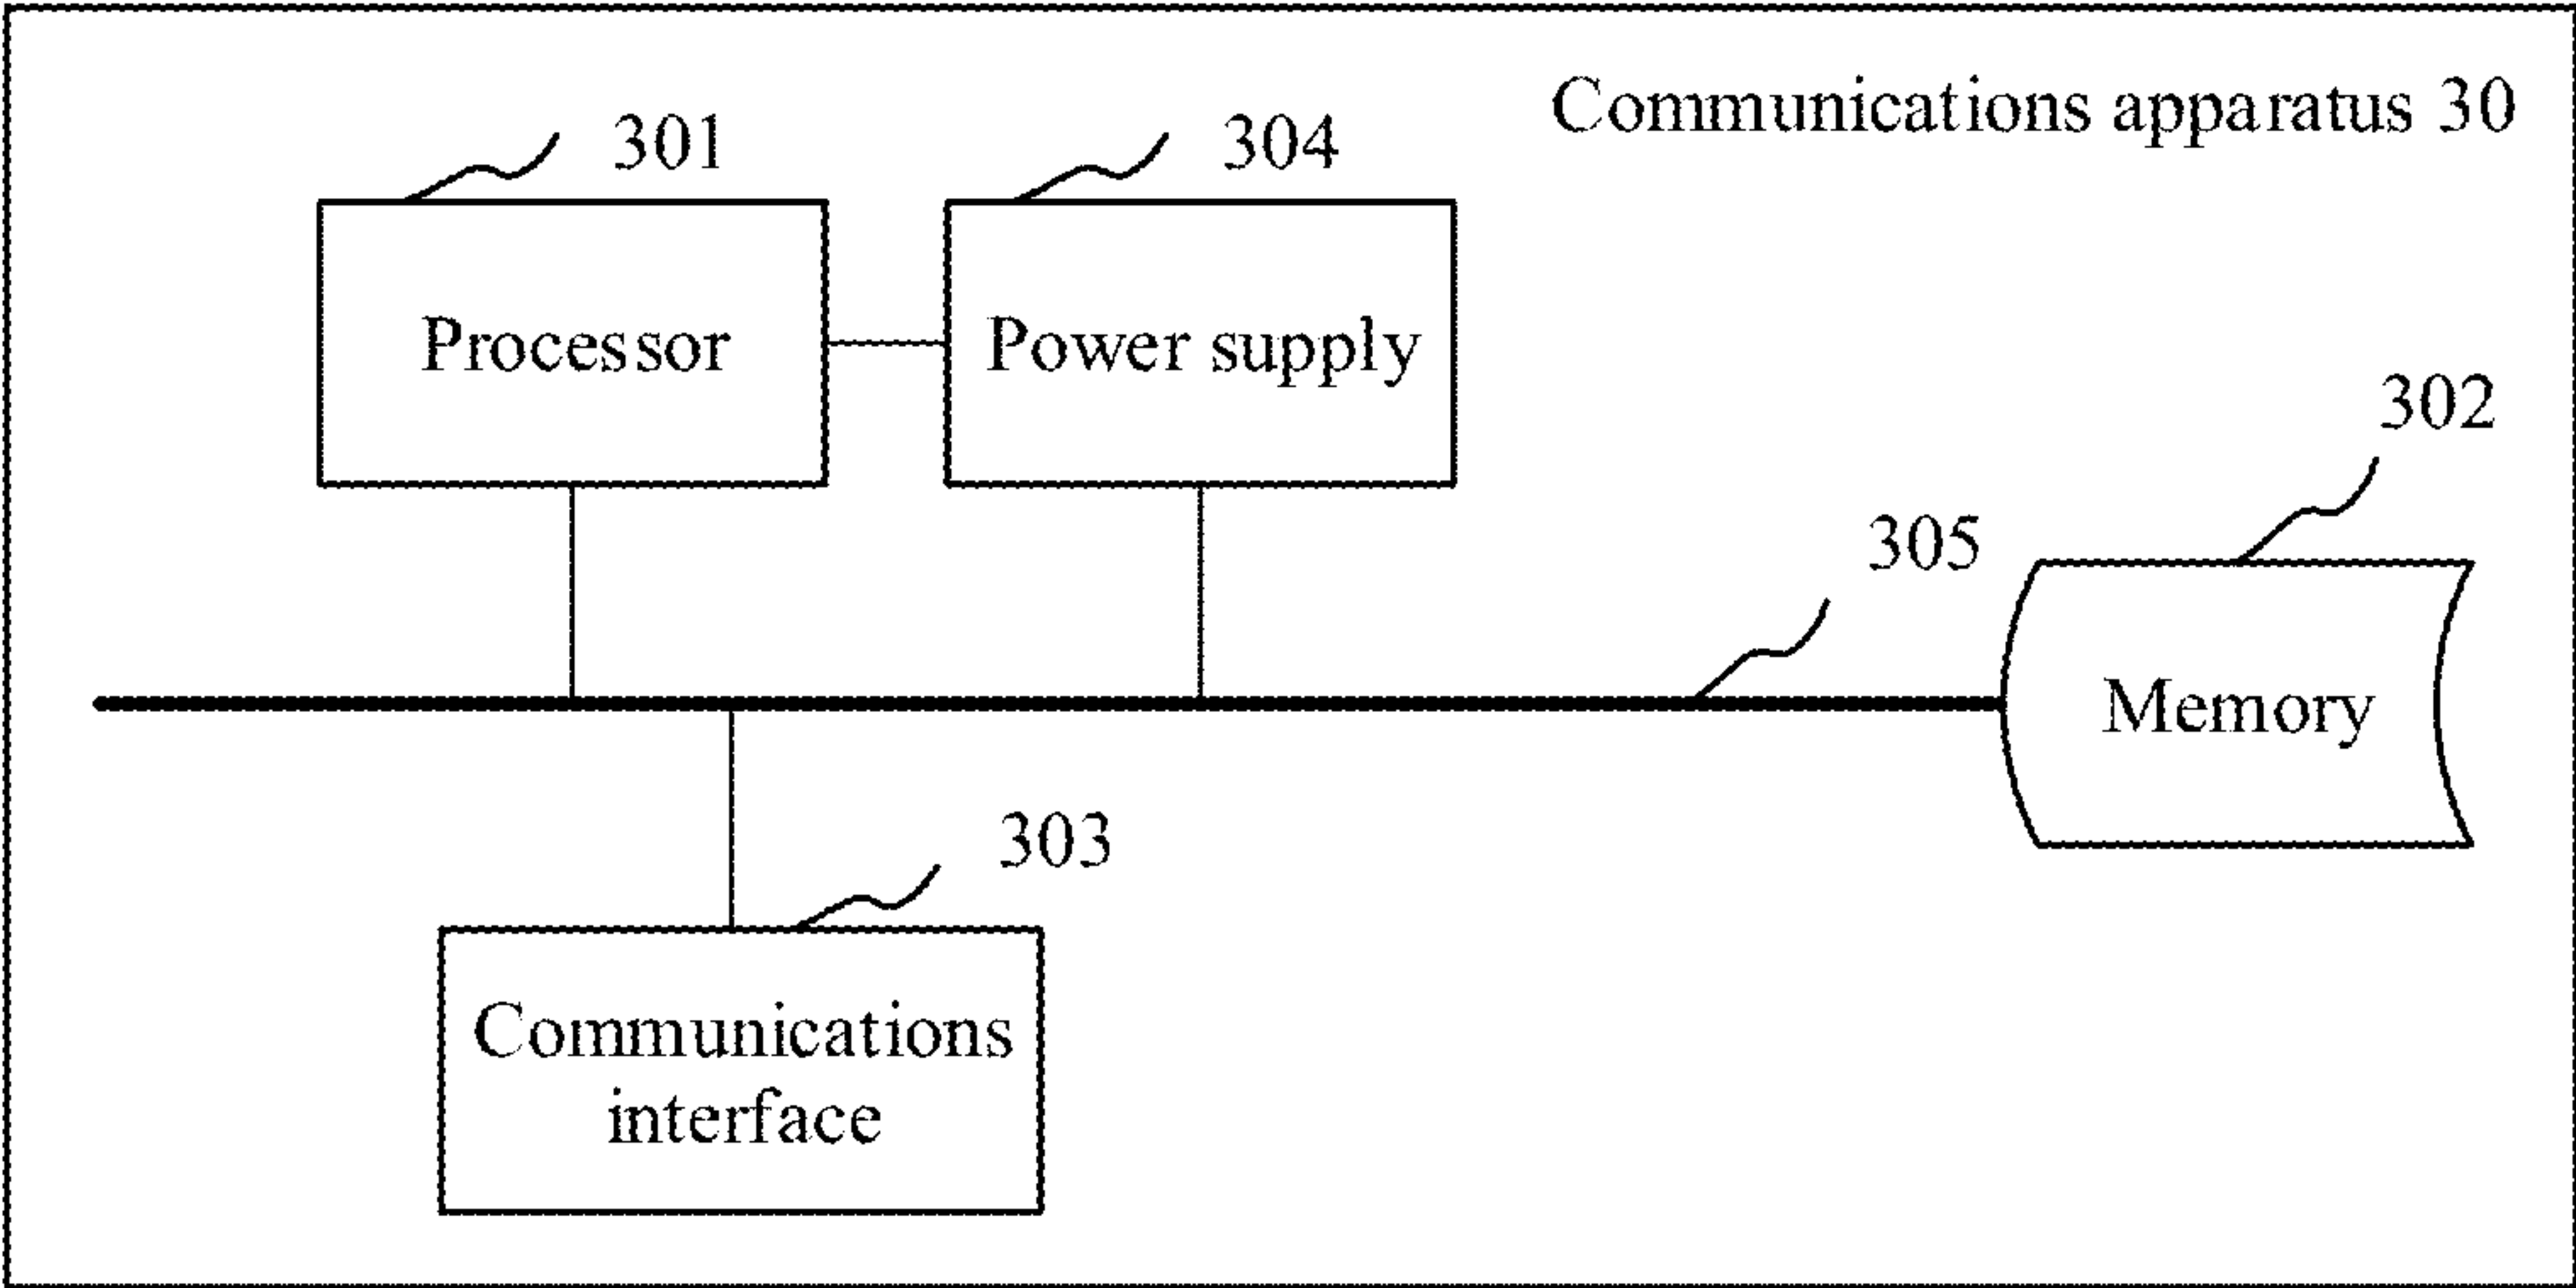 Communications apparatus 30
301
304
Processor
Power supply
302
305
Memory
303
Communications
interface